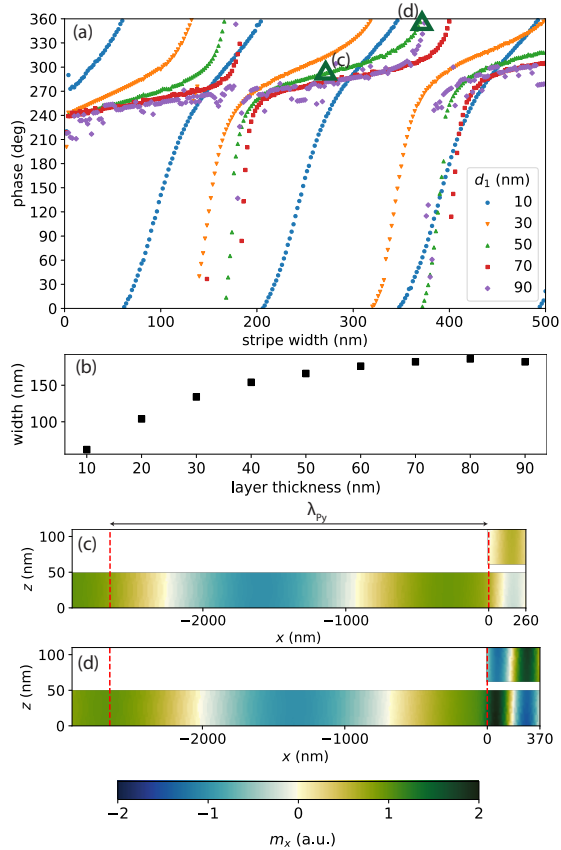 (a)
(c)
(d)
360
330
300
270
240
210
180
150
120
90
60
30
0
phase (deg)
d₁ (nm)
10
30
50
70
90
0 100 200 300 400 500
stripe width (nm)
(b)
150
100
width (nm)
10 20 30 40 50 60 70 80 90
layer thickness (nm)
λPy
(c)
100
50
0
z (nm)
−2000 −1000 0 260
x (nm)
(d)
100
50
0
z (nm)
−2000 −1000 0 370
x (nm)
−2 −1 0 1 2
mₓ (a.u.)